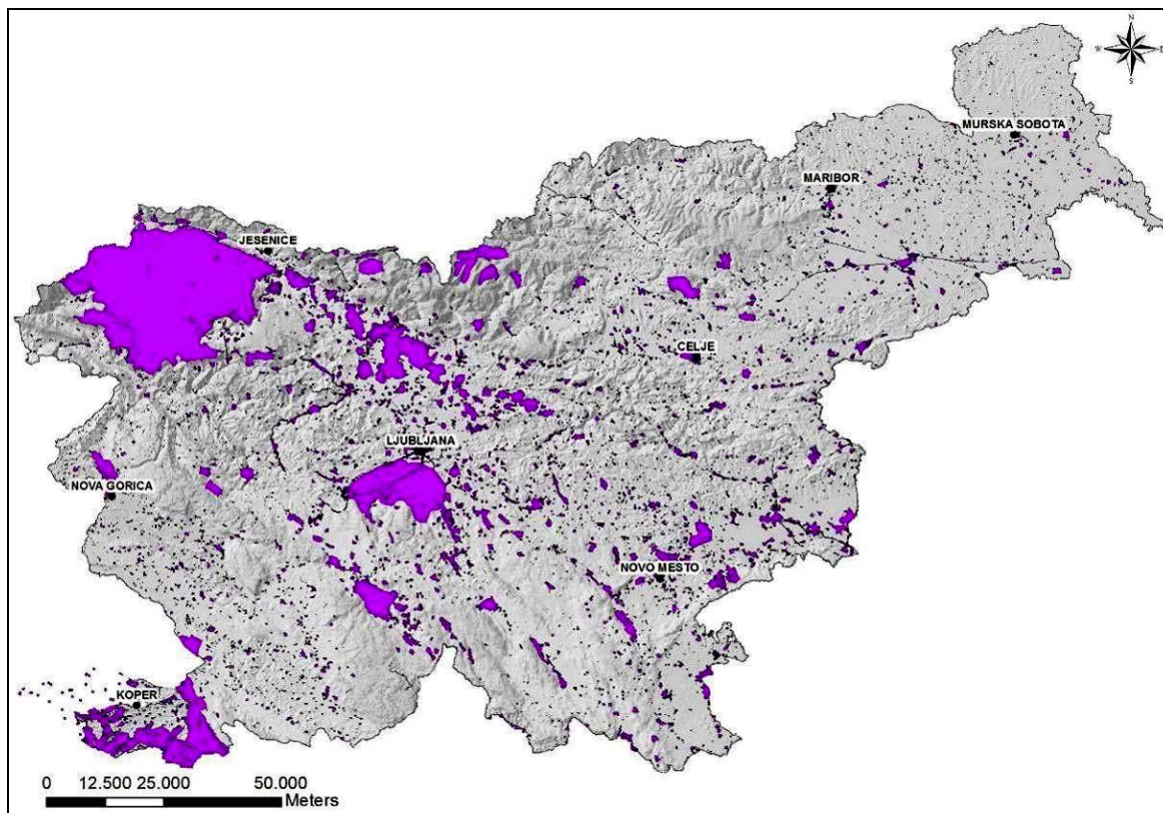 N
W
E
S
MURSKA SOBOTA
MARIBOR
JESENICE
CELJE
LJUBLJANA
NOVA GORICA
NOVO MESTO
KOPER
0 12.500 25.000 50.000
Meters